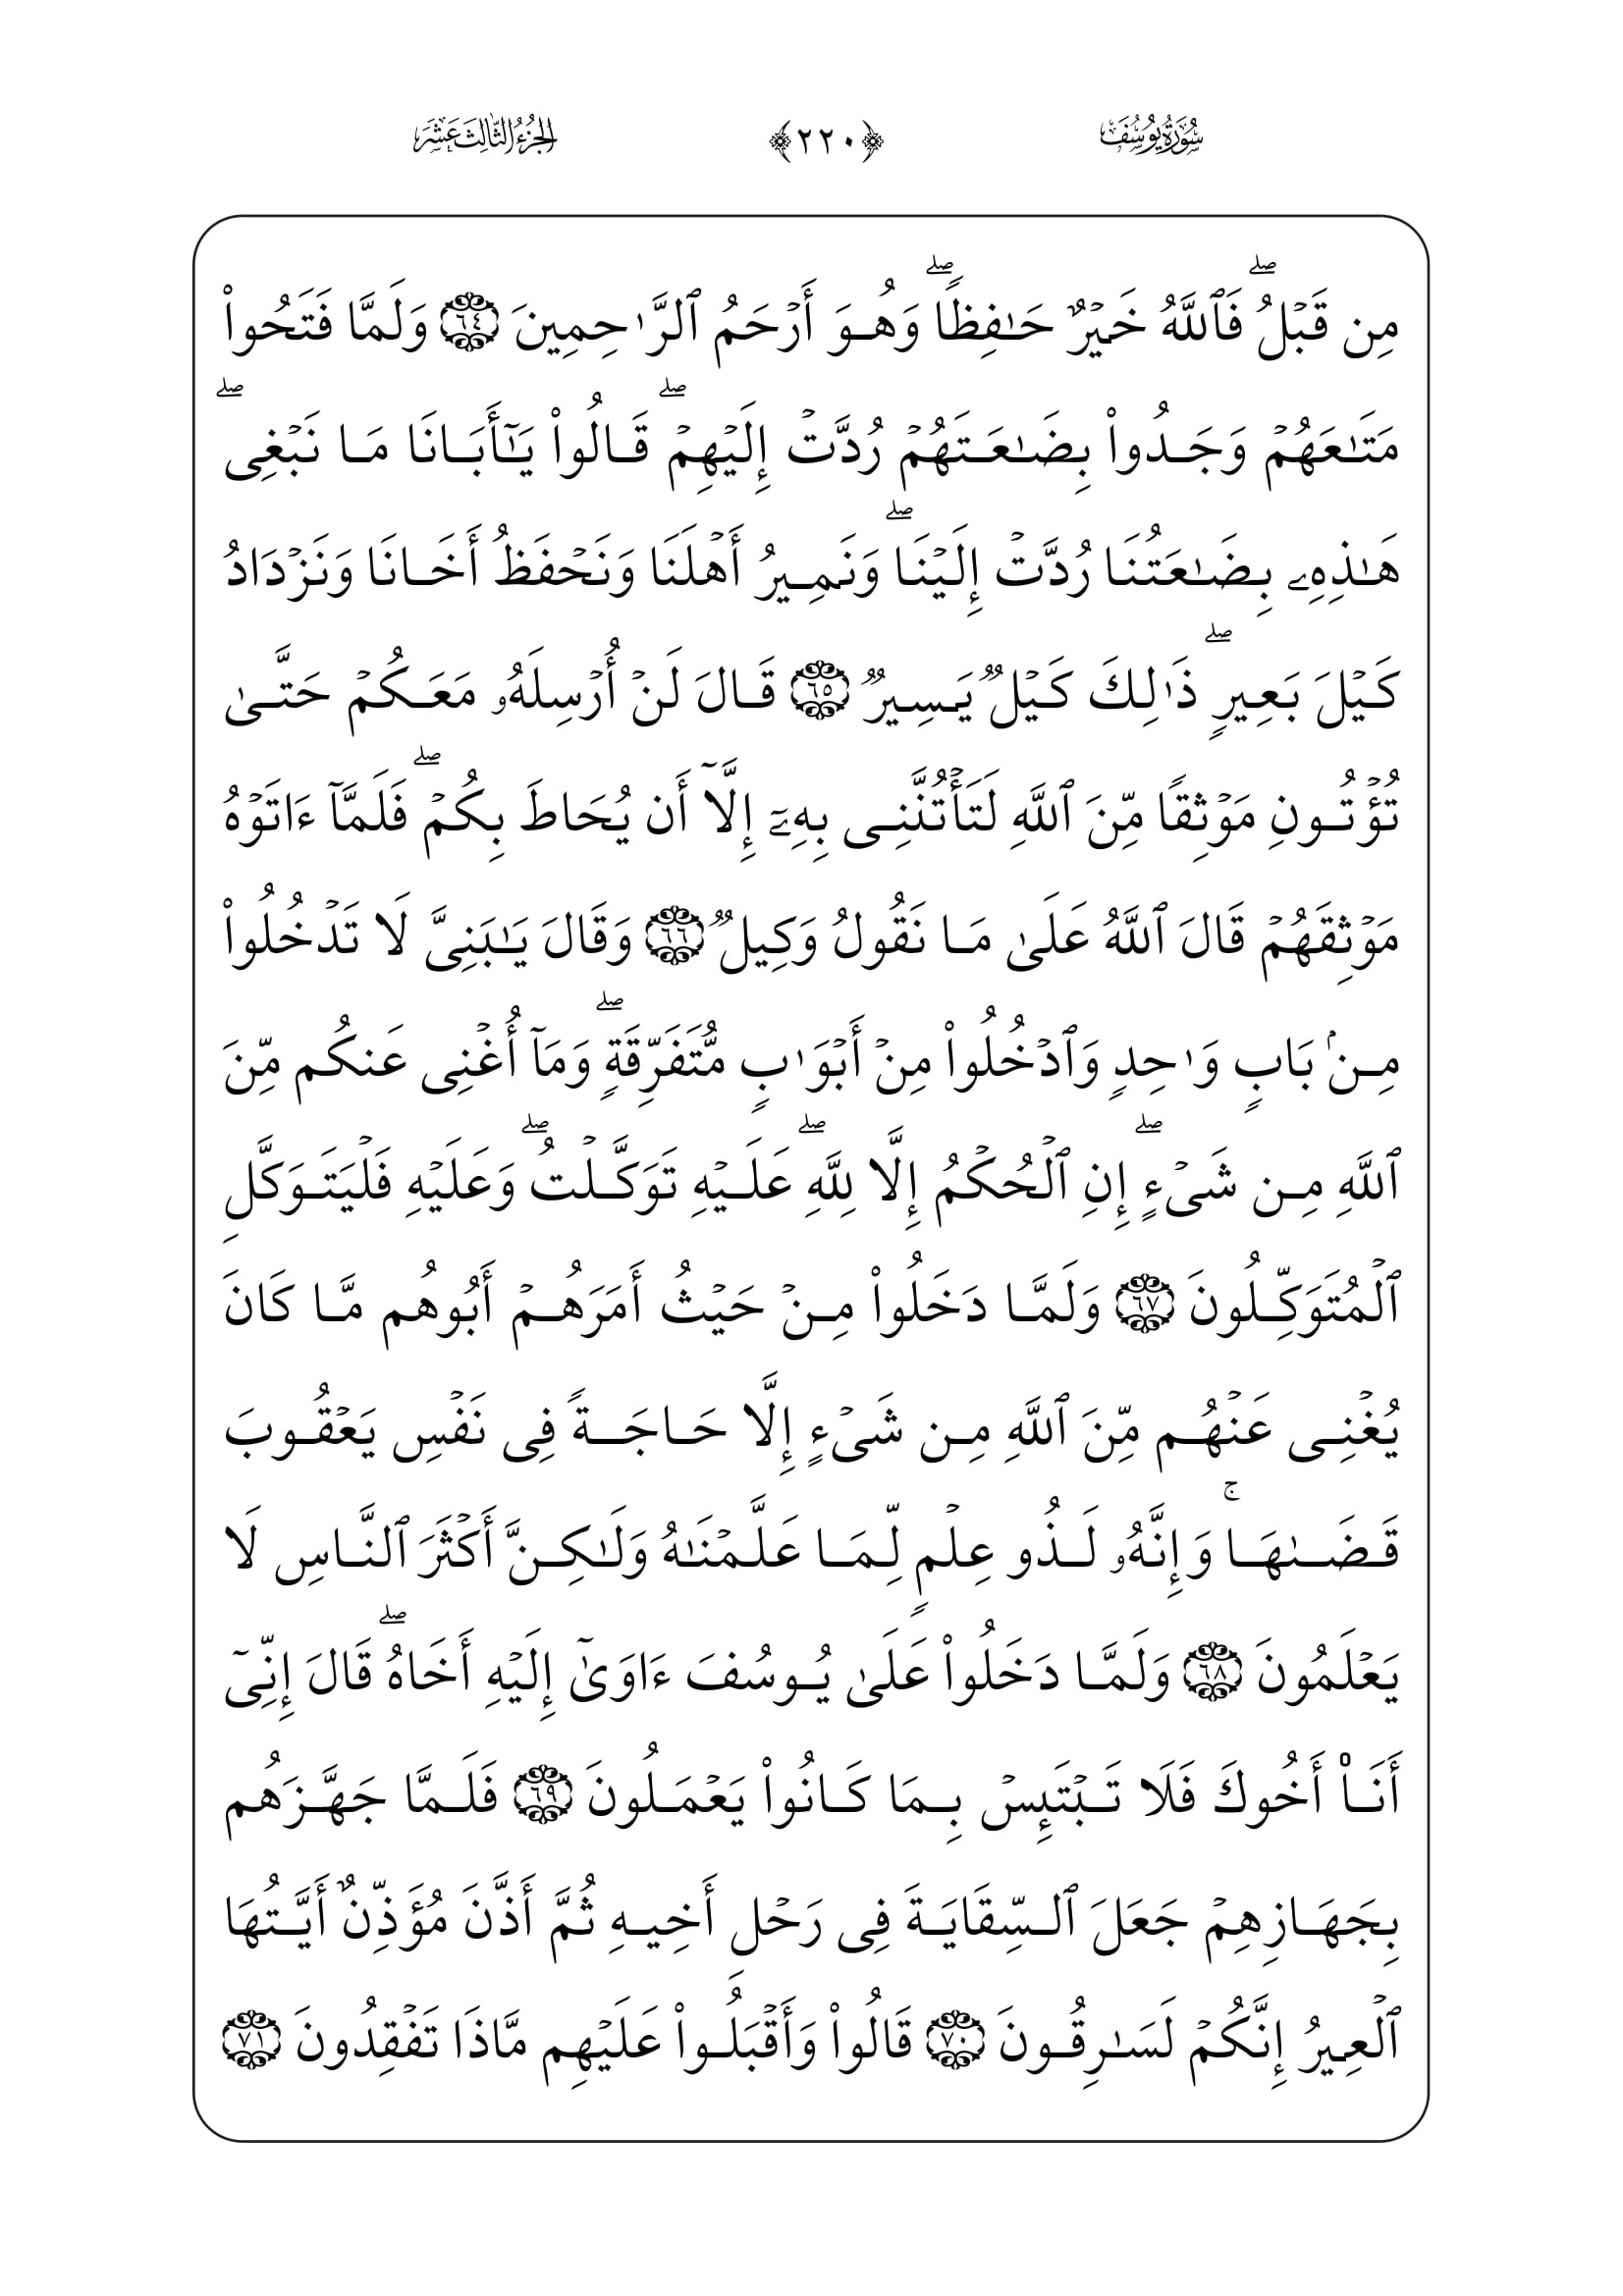 سُورَةُ يُوسُفَ ﴿٢٢٠﴾ الجُزْءُ الثَّالِثَ عَشَرَ
مِن قَبۡلُۖ فَٱللَّهُ خَيۡرٌ حَٰفِظٗاۖ وَهُوَ أَرۡحَمُ ٱلرَّٰحِمِينَ ٦٤ وَلَمَّا فَتَحُواْ
مَتَٰعَهُمۡ وَجَدُواْ بِضَٰعَتَهُمۡ رُدَّتۡ إِلَيۡهِمۡۖ قَالُواْ يَٰٓأَبَانَا مَا نَبۡغِىۖ
هَٰذِهِۦ بِضَٰعَتُنَا رُدَّتۡ إِلَيۡنَاۖ وَنَمِيرُ أَهۡلَنَا وَنَحۡفَظُ أَخَانَا وَنَزۡدَادُ
كَيۡلَ بَعِيرٖۖ ذَٰلِكَ كَيۡلٞ يَسِيرٞ ٦٥ قَالَ لَنۡ أُرۡسِلَهُۥ مَعَكُمۡ حَتَّىٰ
تُؤۡتُونِ مَوۡثِقٗا مِّنَ ٱللَّهِ لَتَأۡتُنَّنِى بِهِۦٓ إِلَّآ أَن يُحَاطَ بِكُمۡۖ فَلَمَّآ ءَاتَوۡهُ
مَوۡثِقَهُمۡ قَالَ ٱللَّهُ عَلَىٰ مَا نَقُولُ وَكِيلٞ ٦٦ وَقَالَ يَٰبَنِىَّ لَا تَدۡخُلُواْ
مِنۢ بَابٖ وَٰحِدٖ وَٱدۡخُلُواْ مِنۡ أَبۡوَٰبٖ مُّتَفَرِّقَةٖۖ وَمَآ أُغۡنِى عَنكُم مِّنَ
ٱللَّهِ مِن شَىۡءٍۖ إِنِ ٱلۡحُكۡمُ إِلَّا لِلَّهِۖ عَلَيۡهِ تَوَكَّلۡتُۖ وَعَلَيۡهِ فَلۡيَتَوَكَّلِ
ٱلۡمُتَوَكِّلُونَ ٦٧ وَلَمَّا دَخَلُواْ مِنۡ حَيۡثُ أَمَرَهُمۡ أَبُوهُم مَّا كَانَ
يُغۡنِى عَنۡهُم مِّنَ ٱللَّهِ مِن شَىۡءٍ إِلَّا حَاجَةٗ فِى نَفۡسِ يَعۡقُوبَ
قَضَىٰهَاۚ وَإِنَّهُۥ لَذُو عِلۡمٖ لِّمَا عَلَّمۡنَٰهُ وَلَٰكِنَّ أَكۡثَرَ ٱلنَّاسِ لَا
يَعۡلَمُونَ ٦٨ وَلَمَّا دَخَلُواْ عَلَىٰ يُوسُفَ ءَاوَىٰٓ إِلَيۡهِ أَخَاهُۖ قَالَ إِنِّىٓ
أَنَا۠ أَخُوكَ فَلَا تَبۡتَئِسۡ بِمَا كَانُواْ يَعۡمَلُونَ ٦٩ فَلَمَّا جَهَّزَهُم
بِجَهَازِهِمۡ جَعَلَ ٱلسِّقَايَةَ فِى رَحۡلِ أَخِيهِ ثُمَّ أَذَّنَ مُؤَذِّنٌ أَيَّتُهَا
ٱلۡعِيرُ إِنَّكُمۡ لَسَٰرِقُونَ ٧٠ قَالُواْ وَأَقۡبَلُواْ عَلَيۡهِم مَّاذَا تَفۡقِدُونَ ٧١